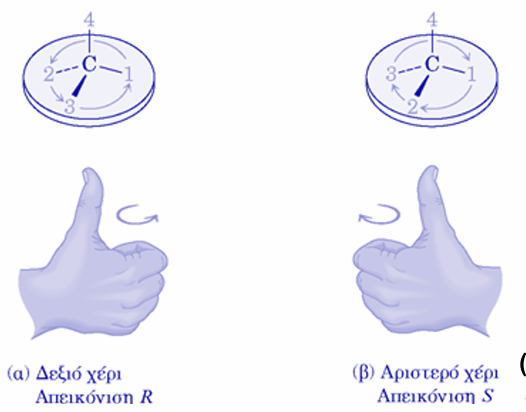 4
2 C 1
3
4
3 C 1
2
(α) Δεξιό χέρι
Απεικόνιση R
(β) Αριστερό χέρι
Απεικόνιση S
(